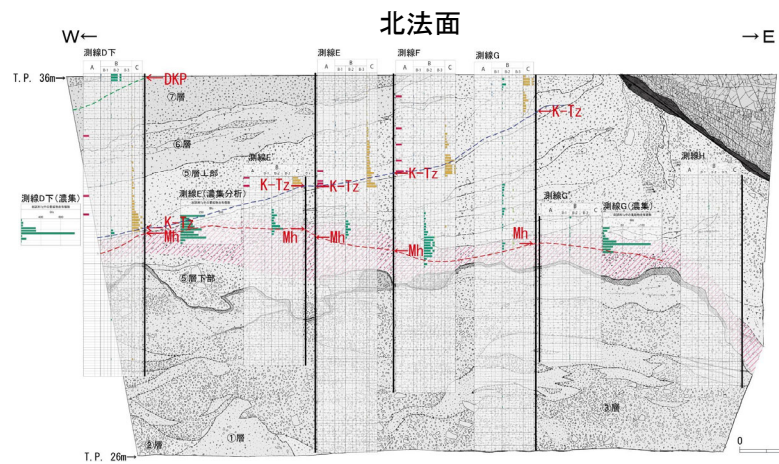 北法面
W←
→E
測線D下
測線E
測線F
測線G
A B C
B-1 B-2 B-3
T.P. 36m→
DKP
⑦層
K-Tz
⑥層
⑤層上部
測線E'
測線H
K-Tz
K-Tz
K-Tz
測線D下(濃集)
測線E(濃集分析)
測線G'
測線G(濃集)
K-Tz
Mh
Mh
Mh
Mh
Mh
⑤層下部
③層
①層
②層
T.P. 26m→
0